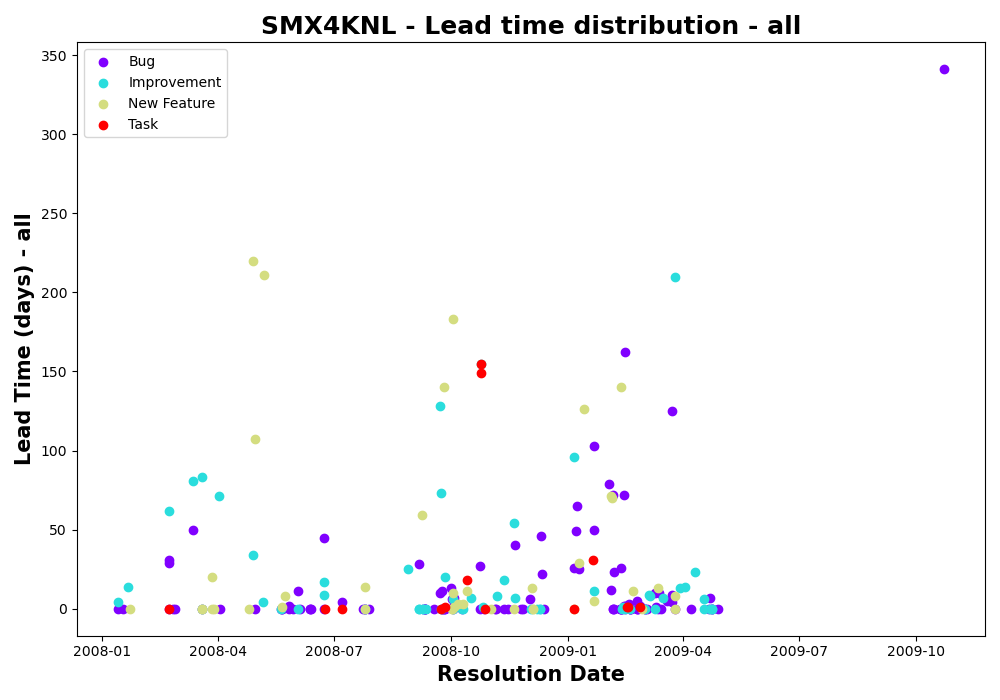 SMX4KNL - Lead time distribution - all
Bug
Improvement
New Feature
Task
Lead Time (days) - all
350
300
250
200
150
100
50
0
2008-01
2008-04
2008-07
2008-10
2009-01
2009-04
2009-07
2009-10
Resolution Date